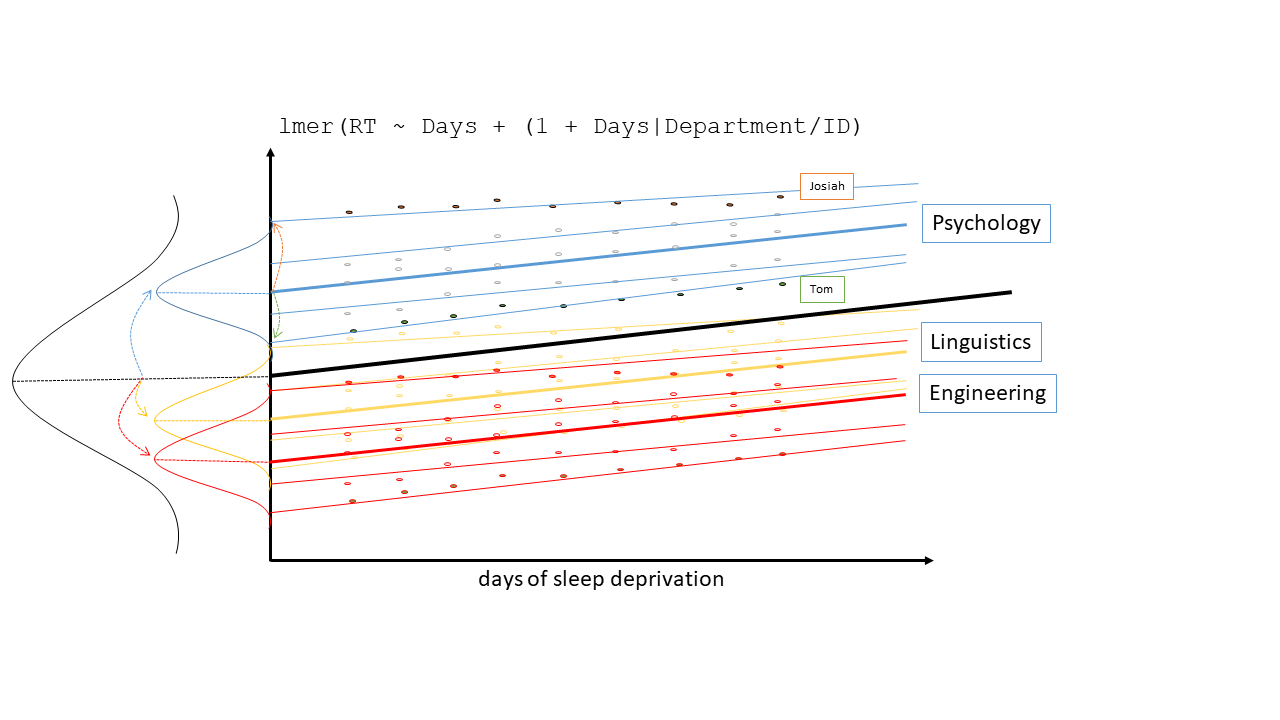 lmer(RT ~ Days + (1 + Days|Department/ID)
Josiah
Psychology
Tom
Linguistics
Engineering
days of sleep deprivation